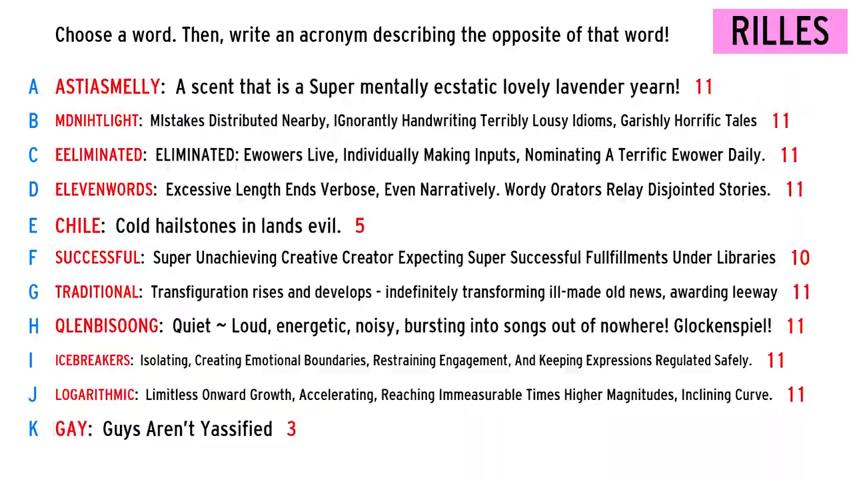 Choose a word. Then, write an acronym describing the opposite of that word!
RILLES
A ASTIASMELLY: A scent that is a Super mentally ecstatic lovely lavender yearn! 11
B MDNIHTLIGHT: MIstakes Distributed Nearby, IGnorantly Handwriting Terribly Lousy Idioms, Garishly Horrific Tales 11
C EELIMINATED: ELIMINATED: Ewowers Live, Individually Making Inputs, Nominating A Terrific Ewower Daily. 11
D ELEVENWORDS: Excessive Length Ends Verbose, Even Narratively. Wordy Orators Relay Disjointed Stories. 11
E CHILE: Cold hailstones in lands evil. 5
F SUCCESSFUL: Super Unachieving Creative Creator Expecting Super Successful Fullfillments Under Libraries 10
G TRADITIONAL: Transfiguration rises and develops - indefinitely transforming ill-made old news, awarding leeway 11
H QLENBISOONG: Quiet ~ Loud, energetic, noisy, bursting into songs out of nowhere! Glockenspiel! 11
I ICEBREAKERS: Isolating, Creating Emotional Boundaries, Restraining Engagement, And Keeping Expressions Regulated Safely. 11
J LOGARITHMIC: Limitless Onward Growth, Accelerating, Reaching Immeasurable Times Higher Magnitudes, Inclining Curve. 11
K GAY: Guys Aren't Yassified 3